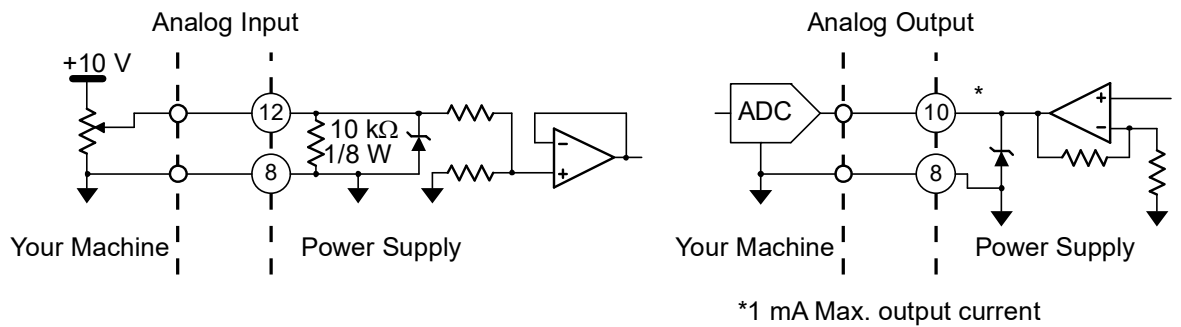 Analog Input
Analog Output
+10 V
12
10 kΩ
1/8 W
8
-
+
ADC
10
*
+
-
8
Your Machine
Power Supply
Your Machine
Power Supply
*1 mA Max. output current